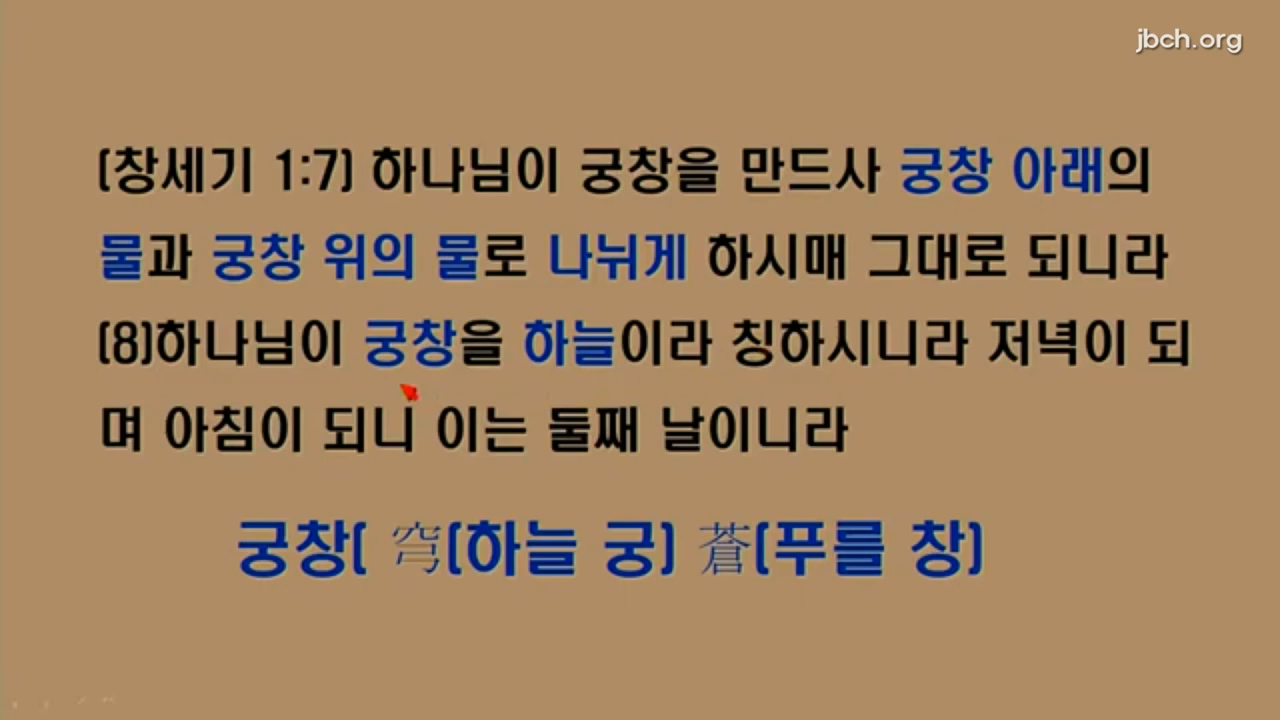 jbch.org
(창세기 1:7) 하나님이 궁창을 만드사 궁창 아래의
물과 궁창 위의 물로 나뉘게 하시매 그대로 되니라
(8)하나님이 궁창을 하늘이라 칭하시니라 저녁이 되
며 아침이 되니 이는 둘째 날이니라
궁창( 穹(하늘 궁) 蒼(푸를 창)